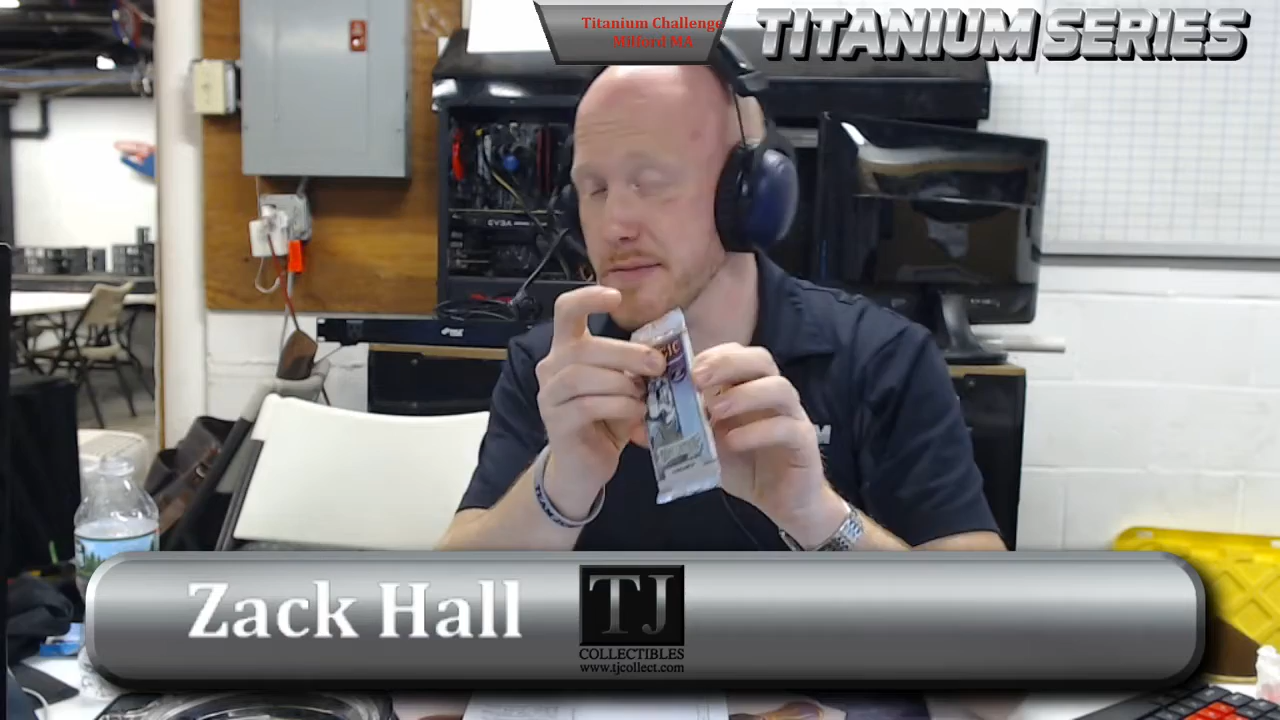 Titanium Challenge
Milford MA
TITANIUM SERIES
EVGA
Zack Hall
TJ
COLLECTIBLES
www.tjcollect.com